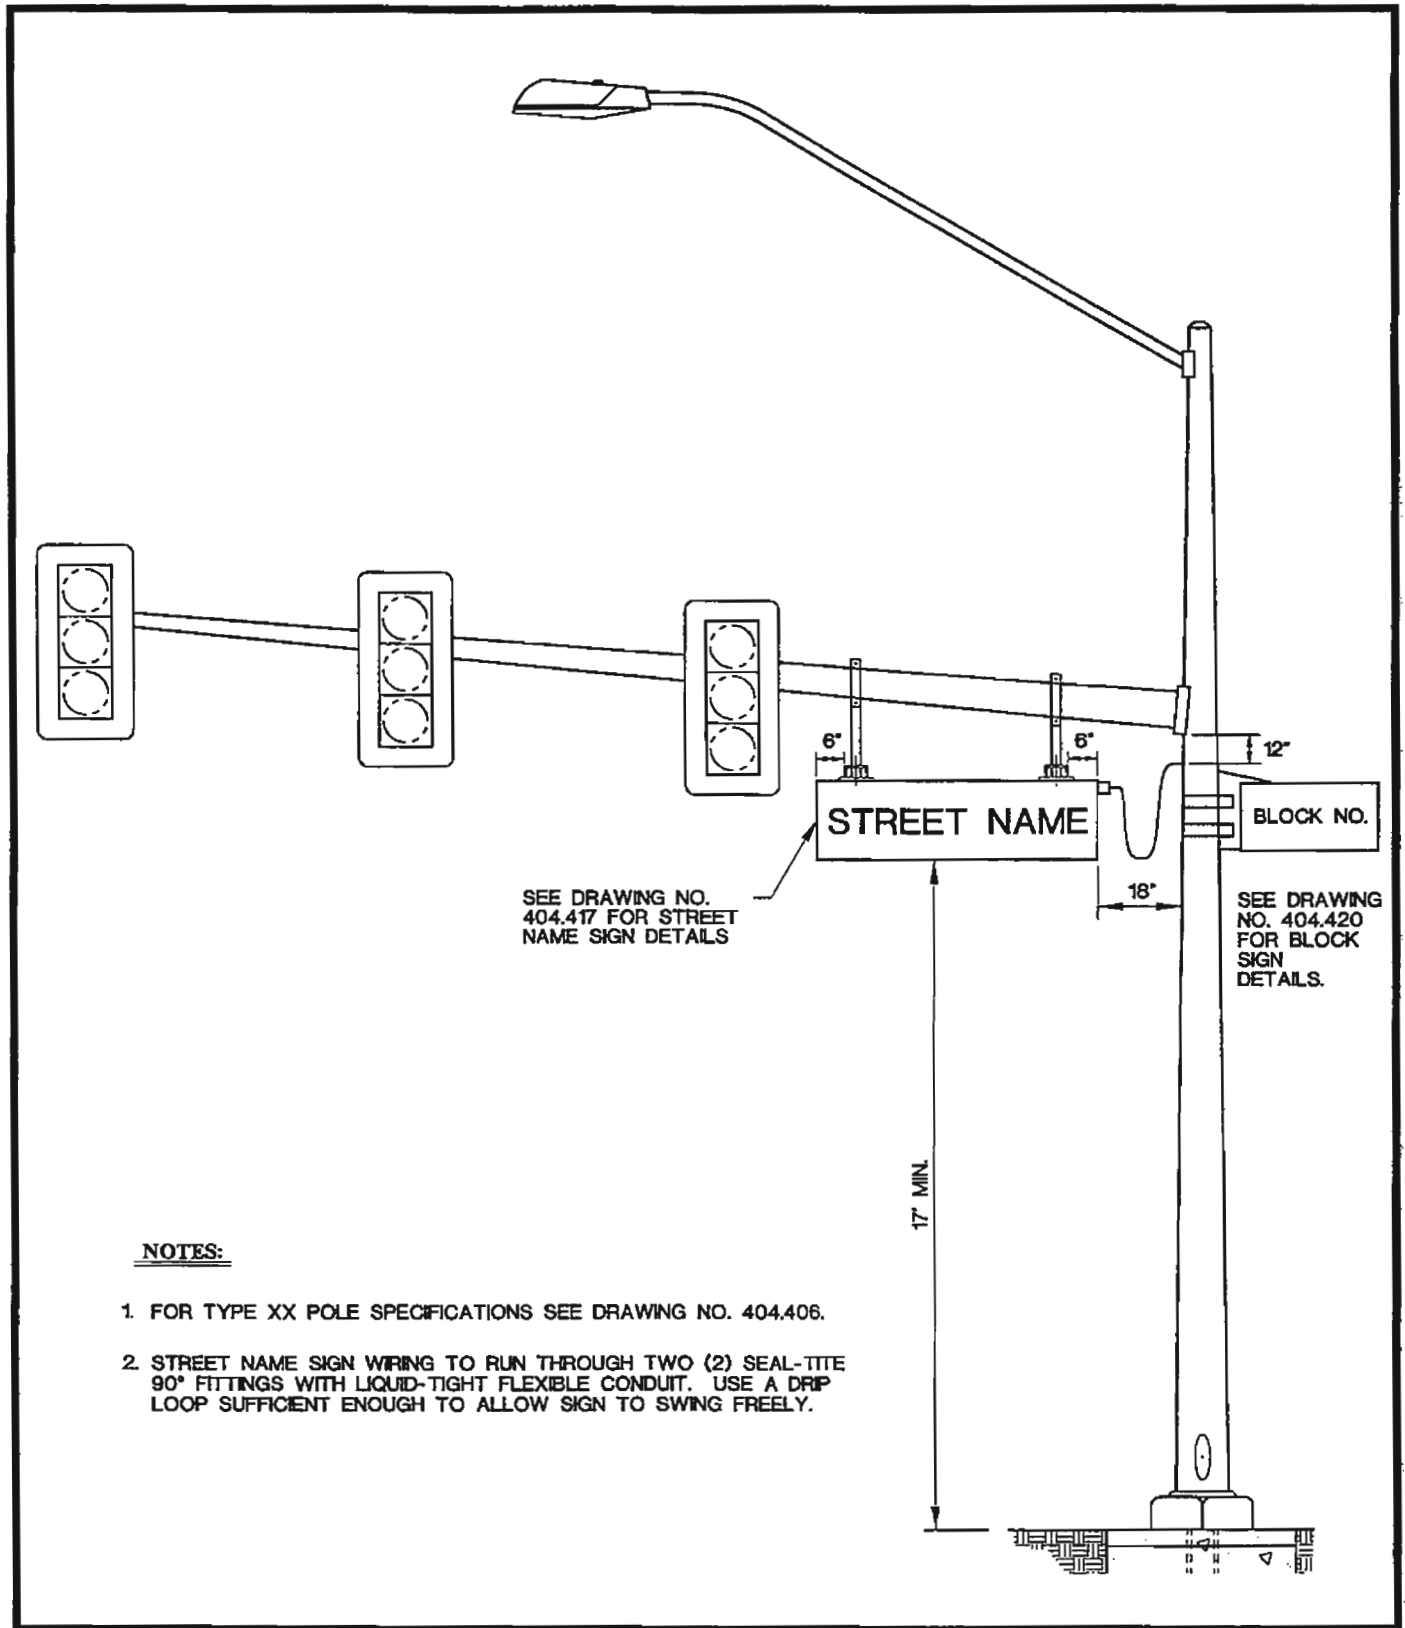 6"
6"
12"
STREET NAME
BLOCK NO.
18"
SEE DRAWING NO.
404.417 FOR STREET
NAME SIGN DETAILS
SEE DRAWING
NO. 404.420
FOR BLOCK
SIGN
DETAILS.
17' MIN.
NOTES:
1. FOR TYPE XX POLE SPECIFICATIONS SEE DRAWING NO. 404.406.
2. STREET NAME SIGN WIRING TO RUN THROUGH TWO (2) SEAL-TITE
90° FITTINGS WITH LIQUID-TIGHT FLEXIBLE CONDUIT. USE A DRIP
LOOP SUFFICIENT ENOUGH TO ALLOW SIGN TO SWING FREELY.